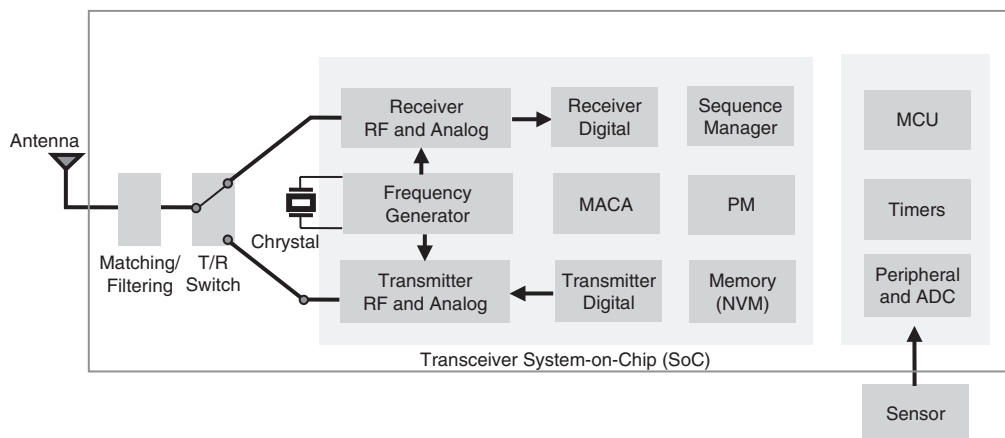 Antenna
Matching/
Filtering
T/R
Switch
Chrystal
Receiver
RF and Analog
Receiver
Digital
Sequence
Manager
Frequency
Generator
MACA
PM
Transmitter
RF and Analog
Transmitter
Digital
Memory
(NVM)
Transceiver System-on-Chip (SoC)
MCU
Timers
Peripheral
and ADC
Sensor